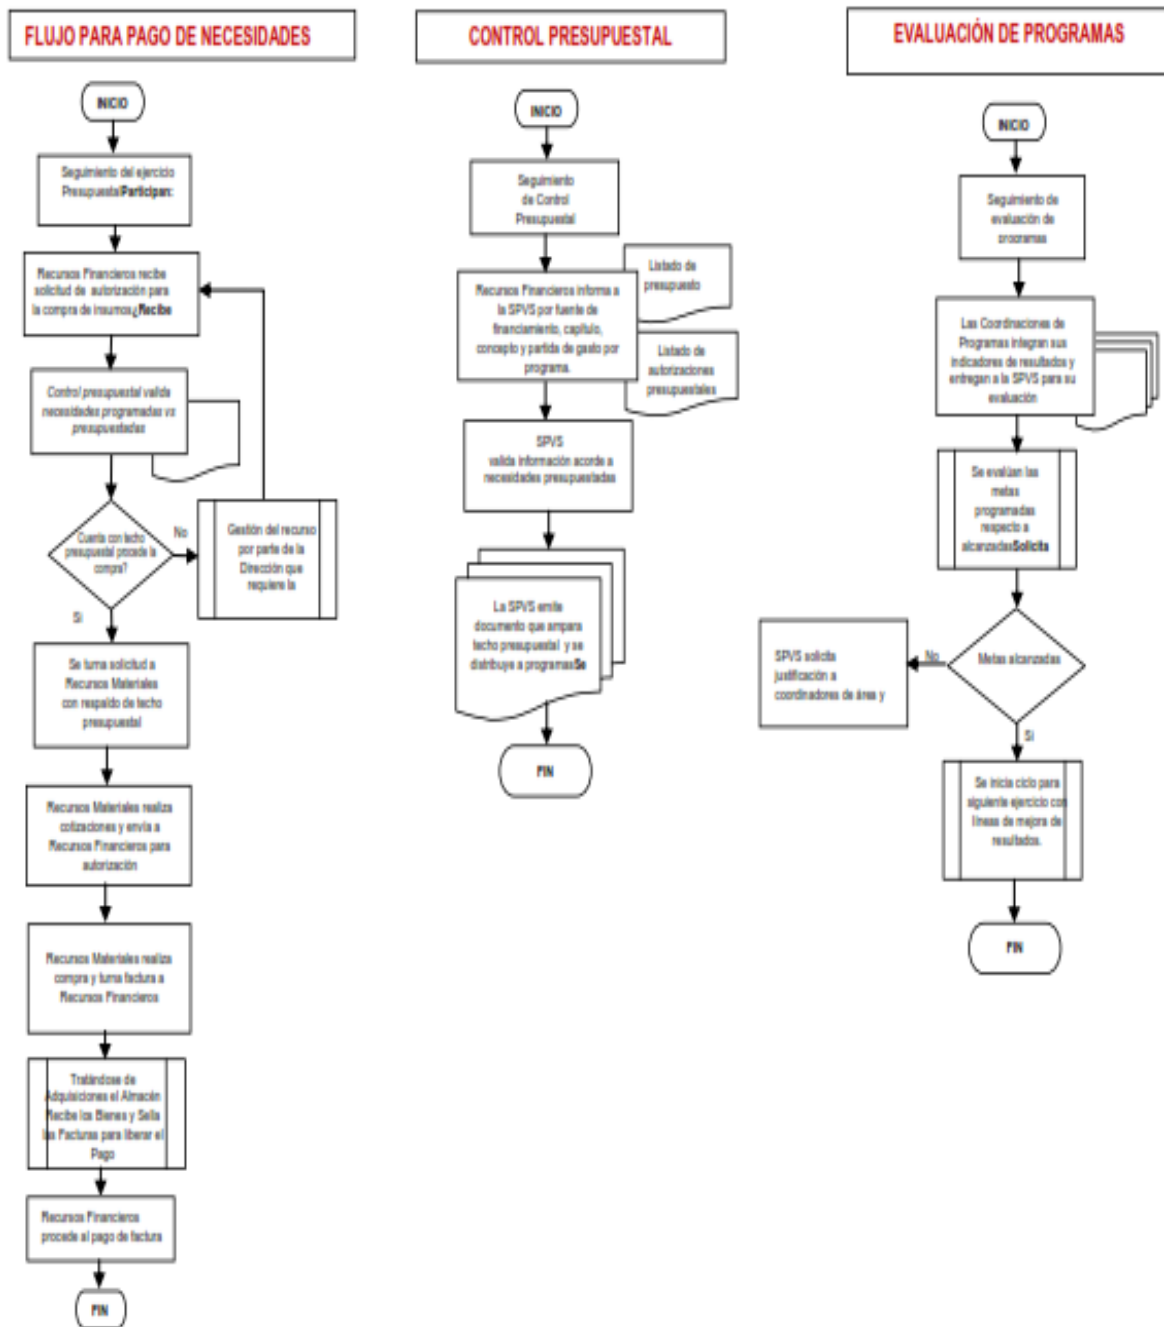 FLUJO PARA PAGO DE NECESIDADES
INICIO
Seguimiento del ejercicio
Presupuestal Participan:
Recursos Financieros recibe
solicitud de autorización para
la compra de insumos¿Recibe
Control presupuestal valida
necesidades programadas vs
presupuestadas
Cuenta con techo
presupuestal procede la
compra?
No
Gestión del recurso
por parte de la
Dirección que
requiere la
Si
Se turna solicitud a
Recursos Materiales
con respaldo de techo
presupuestal
Recursos Materiales realiza
cotizaciones y envía a
Recursos Financieros para
autorización
Recursos Materiales realiza
compra y turna factura a
Recursos Financieros
Tratándose de
Adquisiciones el Almacén
Recibe los Bienes y Sella
las Facturas para liberar el
Pago
Recursos Financieros
procede al pago de factura
FIN
CONTROL PRESUPUESTAL
INICIO
Seguimiento
de Control
Presupuestal
Recursos Financieros informa a
la SPVS por fuente de
financiamiento, capítulo,
concepto y partida de gasto por
programa.
Listado de
presupuesto
Listado de
autorizaciones
presupuestales
SPVS
valida información acorde a
necesidades presupuestadas
La SPVS emite
documento que ampara
techo presupuestal y se
distribuye a programasSe
FIN
EVALUACIÓN DE PROGRAMAS
INICIO
Seguimiento de
evaluación de
programas
Las Coordinaciones de
Programas integran sus
indicadores de resultados y
entregan a la SPVS para su
evaluación
Se evalúan las
metas
programadas
respecto a
alcanzadasSolicita
Metas alcanzadas
No
SPVS solicita
justificación a
coordinadores de área y
Si
Se inicia ciclo para
siguiente ejercicio con
líneas de mejora de
resultados.
FIN